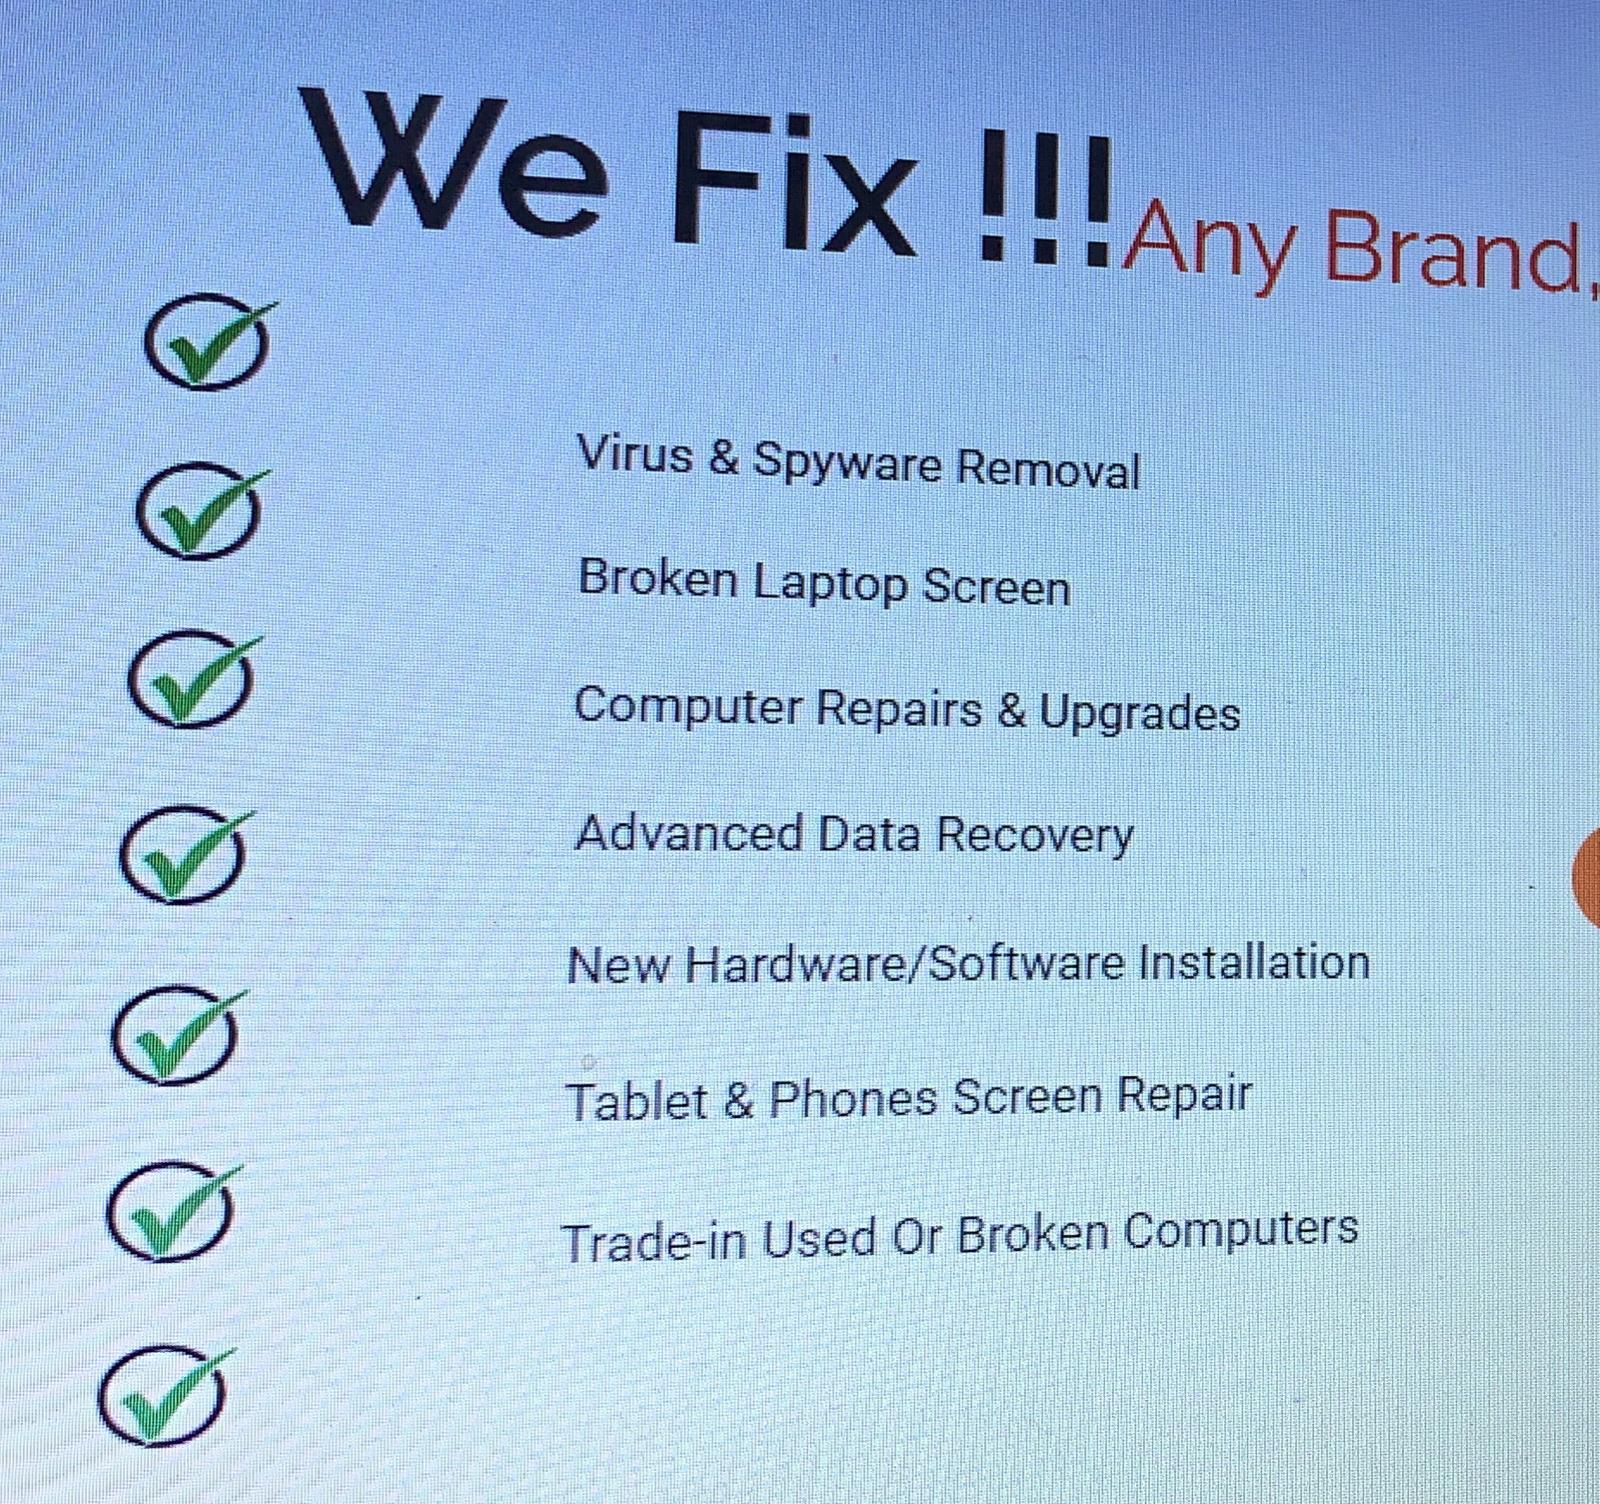 We Fix !!! Any Brand,
Virus & Spyware Removal
Broken Laptop Screen
Computer Repairs & Upgrades
Advanced Data Recovery
New Hardware/Software Installation
Tablet & Phones Screen Repair
Trade-in Used Or Broken Computers